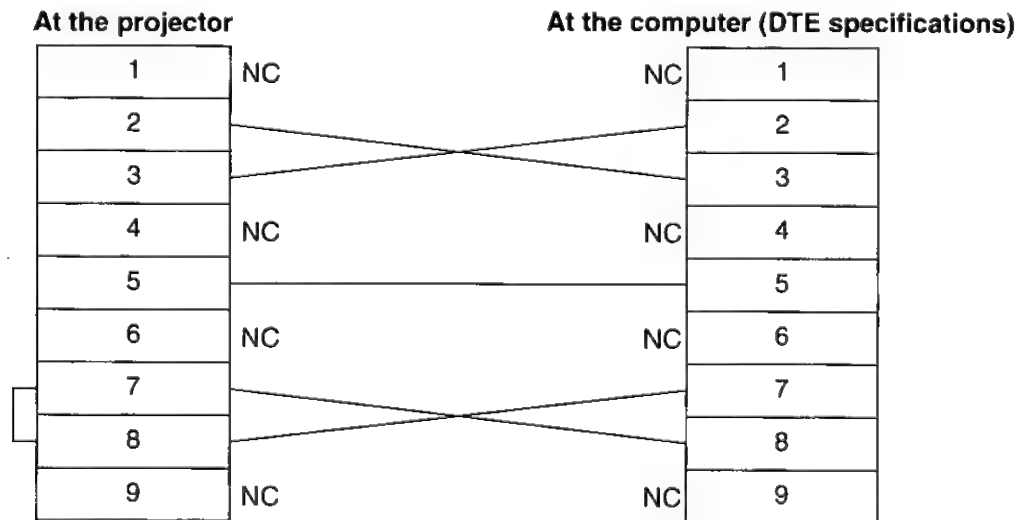 At the projector At the computer (DTE specifications)
1 NC NC 1
2 2
3 3
4 NC NC 4
5 5
6 NC NC 6
7 7
8 8
9 NC NC 9